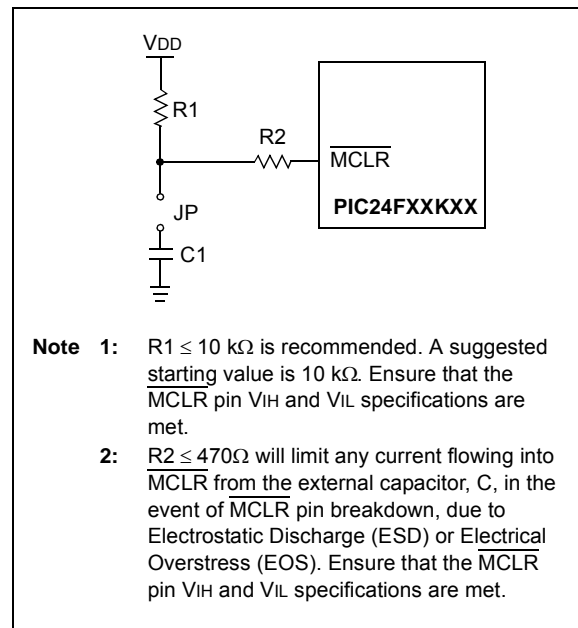 VDD
R1
R2
MCLR
PIC24FXXKXX
JP
C1
Note 1: R1 ≤ 10 kΩ is recommended. A suggested
starting value is 10 kΩ. Ensure that the
MCLR pin VIH and VIL specifications are
met.
2: R2 ≤ 470Ω will limit any current flowing into
MCLR from the external capacitor, C, in the
event of MCLR pin breakdown, due to
Electrostatic Discharge (ESD) or Electrical
Overstress (EOS). Ensure that the MCLR
pin VIH and VIL specifications are met.